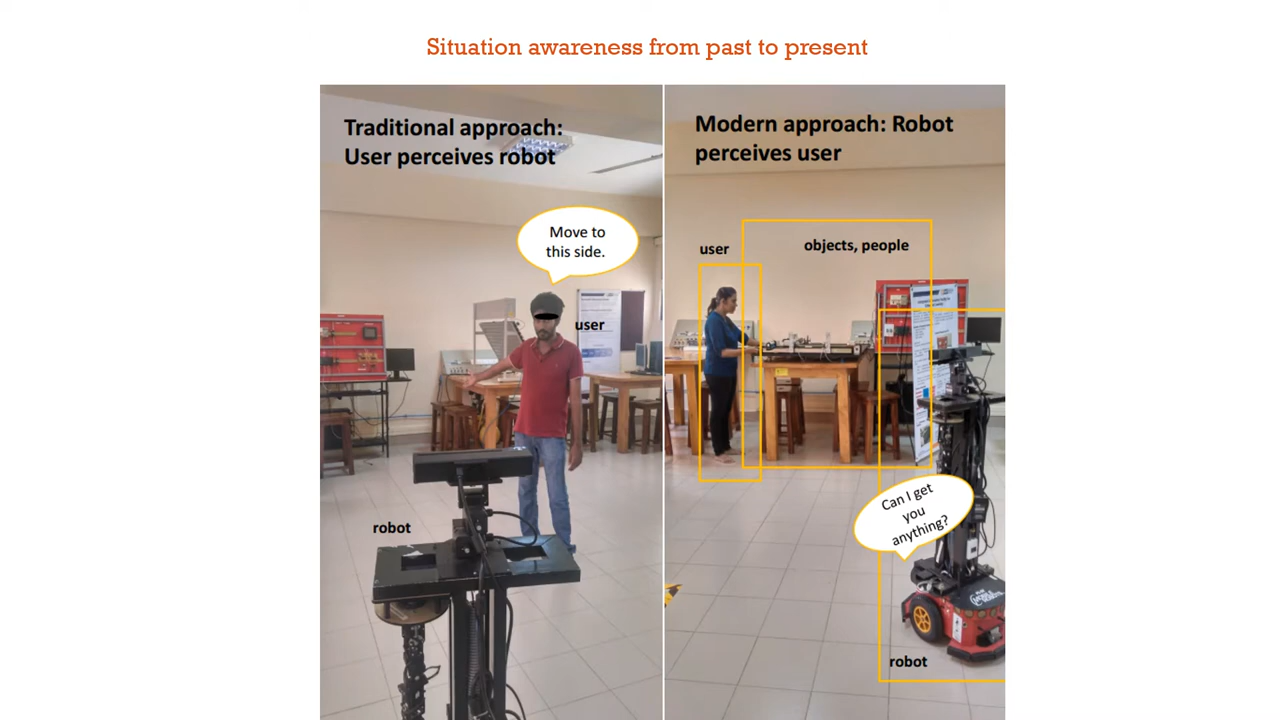 Situation awareness from past to present
Traditional approach:
User perceives robot
Move to
this side.
user
robot
Modern approach: Robot
perceives user
user
objects, people
Can I get
you
anything?
robot